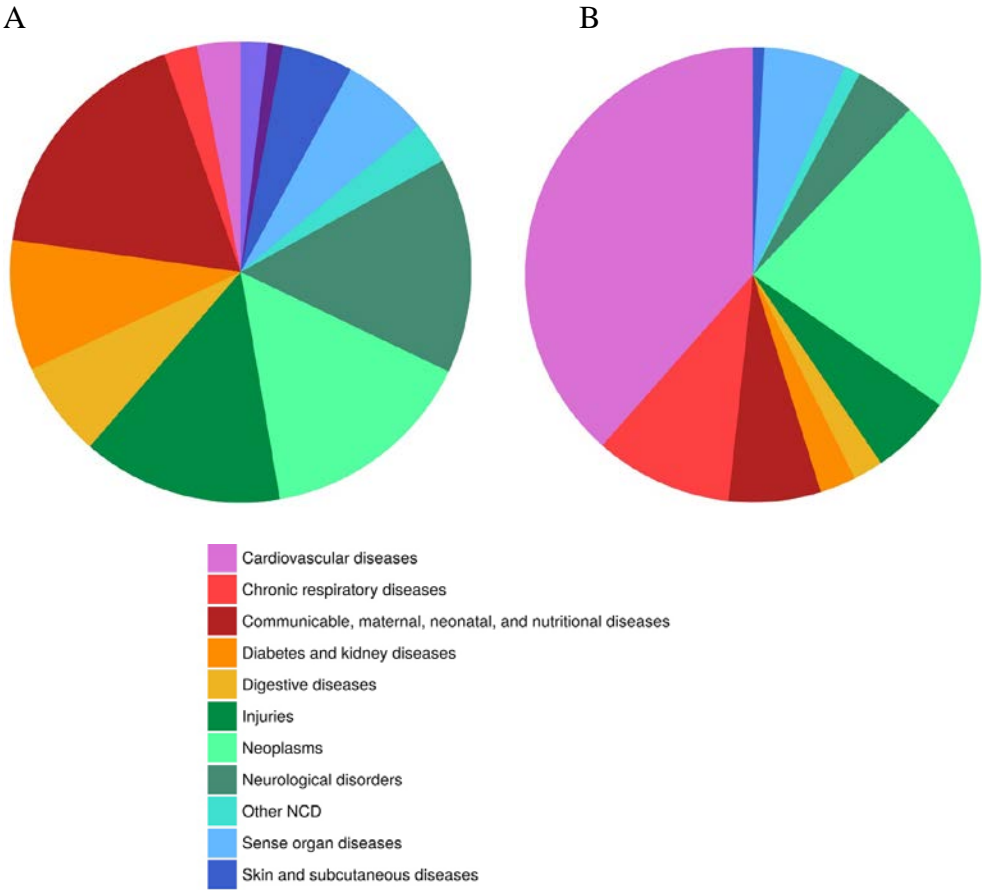 A
B
Cardiovascular diseases
Chronic respiratory diseases
Communicable, maternal, neonatal, and nutritional diseases
Diabetes and kidney diseases
Digestive diseases
Injuries
Neoplasms
Neurological disorders
Other NCD
Sense organ diseases
Skin and subcutaneous diseases